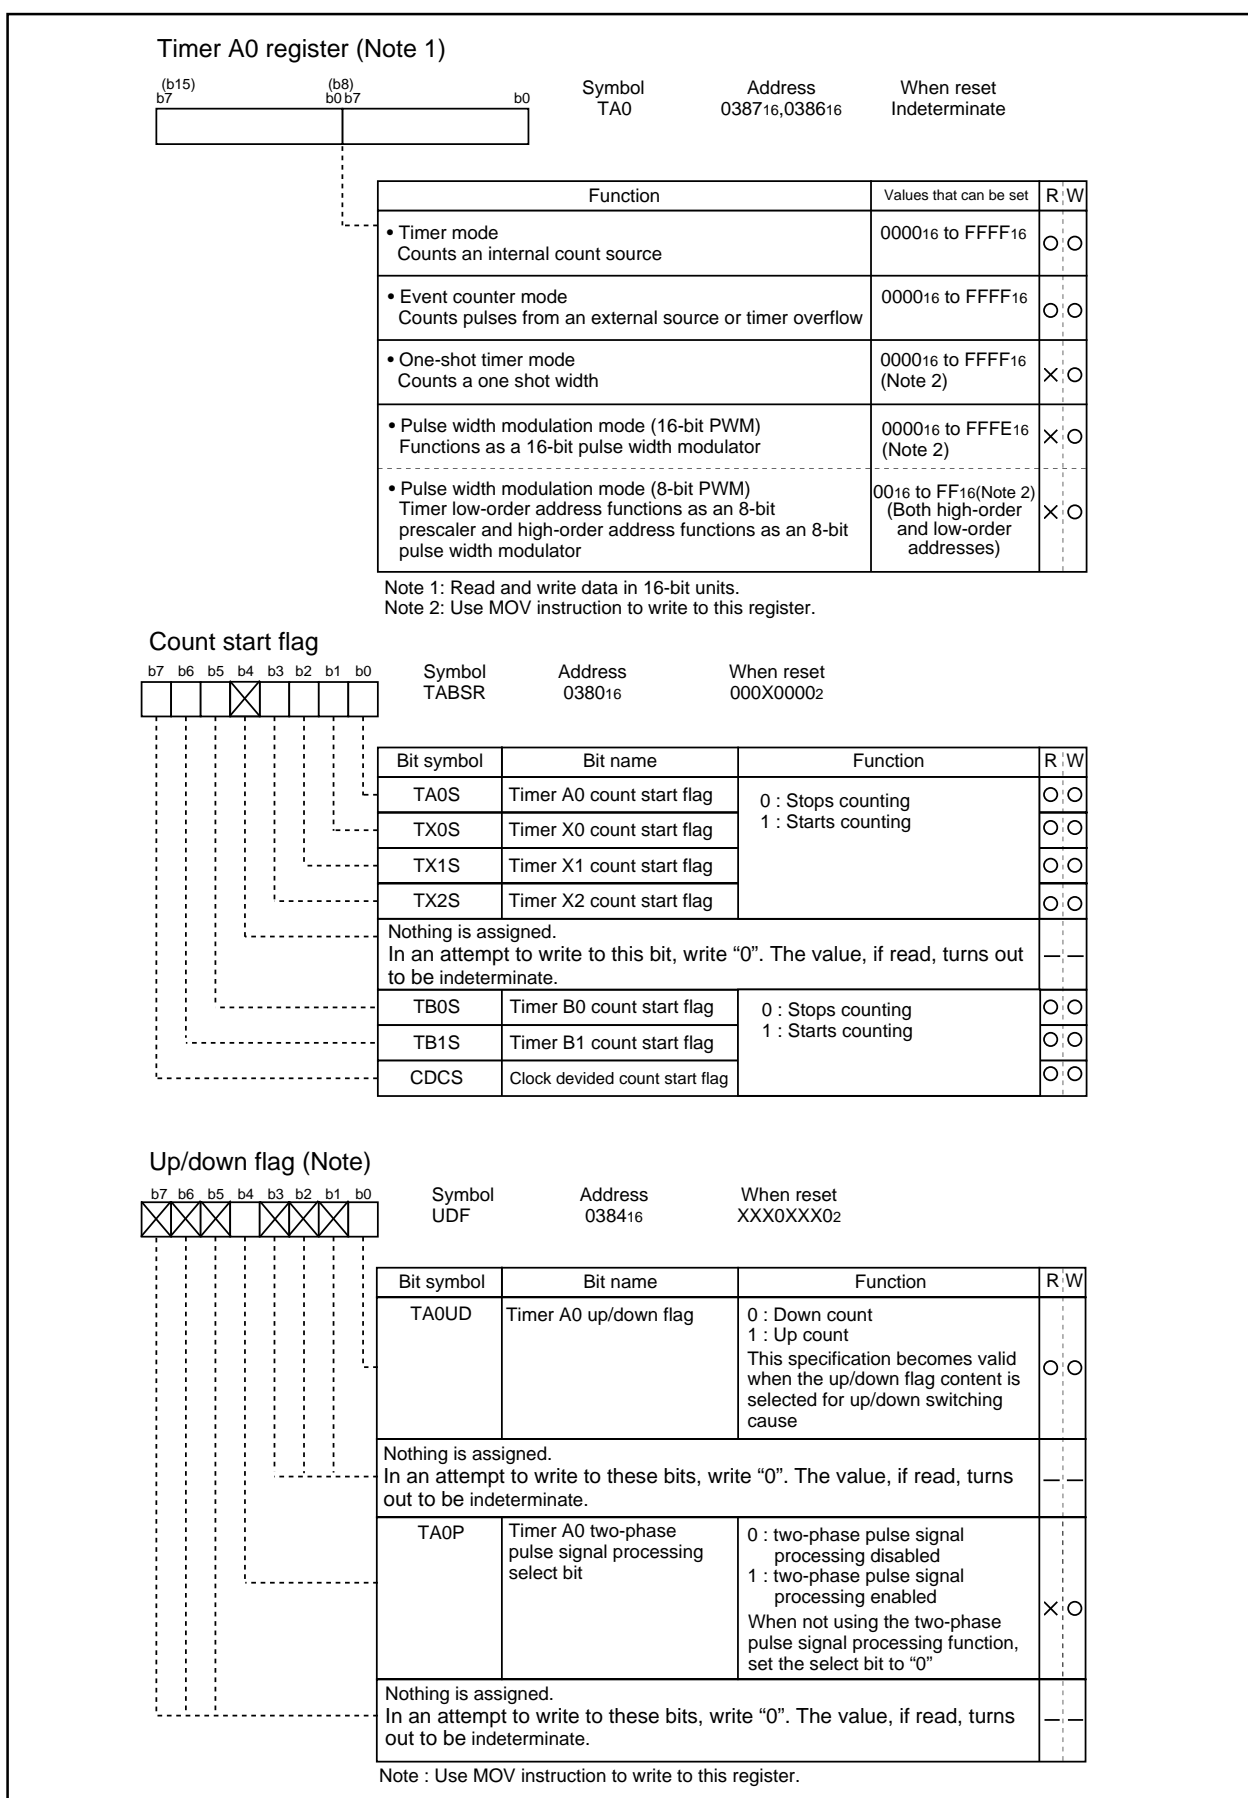 Timer A0 register (Note 1)
(b15) (b8)
b7 b0 b7 b0
Symbol Address When reset
TA0 038716,038616 Indeterminate
Function Values that can be set R W
• Timer mode 000016 to FFFF16
Counts an internal count source
• Event counter mode 000016 to FFFF16
Counts pulses from an external source or timer overflow
• One-shot timer mode 000016 to FFFF16
Counts a one shot width (Note 2)
• Pulse width modulation mode (16-bit PWM) 000016 to FFFE16
Functions as a 16-bit pulse width modulator (Note 2)
• Pulse width modulation mode (8-bit PWM) 0016 to FF16(Note 2)
Timer low-order address functions as an 8-bit (Both high-order
prescaler and high-order address functions as an 8-bit and low-order
pulse width modulator addresses)
Note 1: Read and write data in 16-bit units.
Note 2: Use MOV instruction to write to this register.
Count start flag
b7 b6 b5 b4 b3 b2 b1 b0
Symbol Address When reset
TABSR 038016 000X00002
Bit symbol Bit name Function R W
TA0S Timer A0 count start flag 0 : Stops counting
TX0S Timer X0 count start flag 1 : Starts counting
TX1S Timer X1 count start flag
TX2S Timer X2 count start flag
Nothing is assigned.
In an attempt to write to this bit, write “0”. The value, if read, turns out
to be indeterminate.
TB0S Timer B0 count start flag 0 : Stops counting
TB1S Timer B1 count start flag 1 : Starts counting
CDCS Clock devided count start flag
Up/down flag (Note)
b7 b6 b5 b4 b3 b2 b1 b0
Symbol Address When reset
UDF 038416 XXX0XXX02
Bit symbol Bit name Function R W
TA0UD Timer A0 up/down flag 0 : Down count
1 : Up count
This specification becomes valid
when the up/down flag content is
selected for up/down switching
cause
Nothing is assigned.
In an attempt to write to these bits, write “0”. The value, if read, turns
out to be indeterminate.
TA0P Timer A0 two-phase 0 : two-phase pulse signal
pulse signal processing processing disabled
select bit 1 : two-phase pulse signal
processing enabled
When not using the two-phase
pulse signal processing function,
set the select bit to “0”
Nothing is assigned.
In an attempt to write to these bits, write “0”. The value, if read, turns
out to be indeterminate.
Note : Use MOV instruction to write to this register.